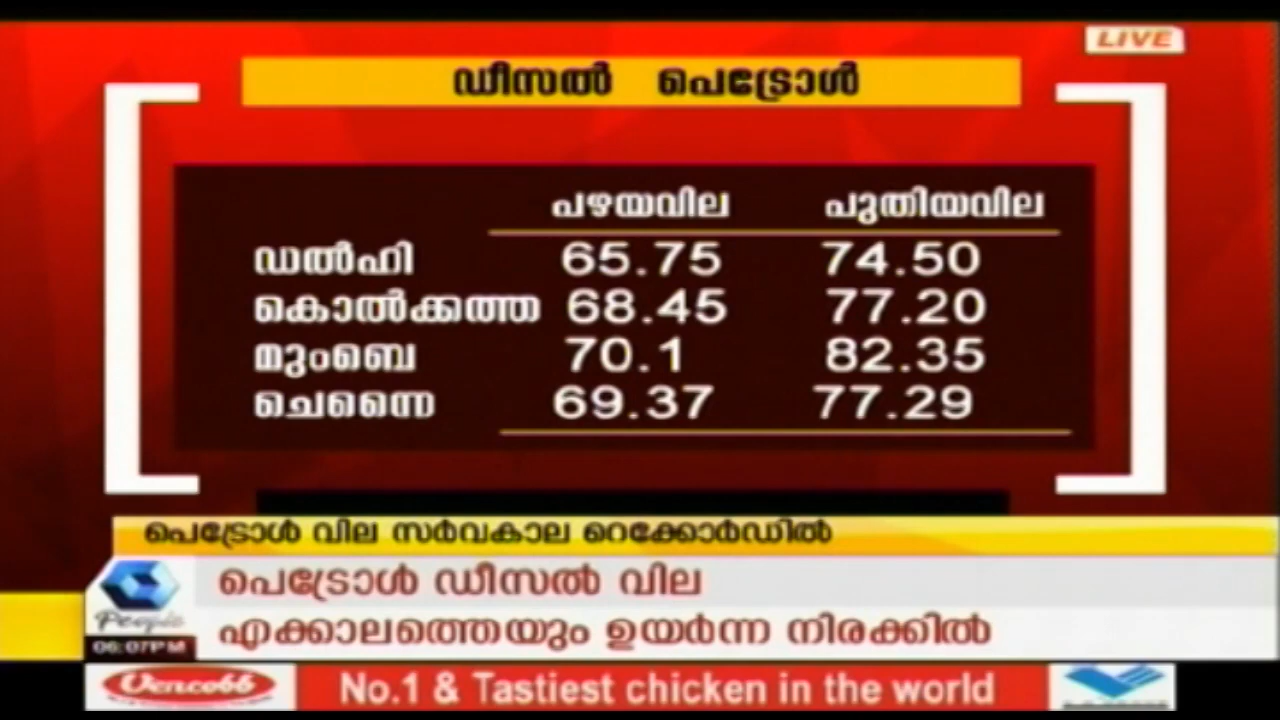 LIVE
ഡീസൽ പെട്രോൾ
പഴയവില പുതിയവില
ഡൽഹി 65.75 74.50
കൊൽക്കത്ത 68.45 77.20
മുംബെ 70.1 82.35
ചെന്നൈ 69.37 77.29
പെട്രോൾ വില സർവകാല റെക്കോർഡിൽ
പെട്രോൾ ഡീസൽ വില
People
എക്കാലത്തെയും ഉയർന്ന നിരക്കിൽ
06:07PM
Vencobb No.1 & Tastiest chicken in the world